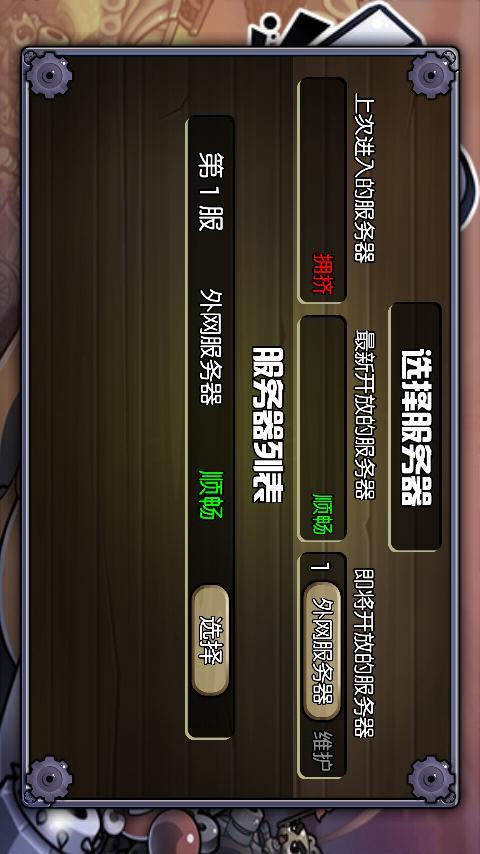 选择服务器
上次进入的服务器
最新开放的服务器
即将开放的服务器
拥挤
顺畅
1 外网服务器 维护
服务器列表
第 1 服 外网服务器 顺畅 选择